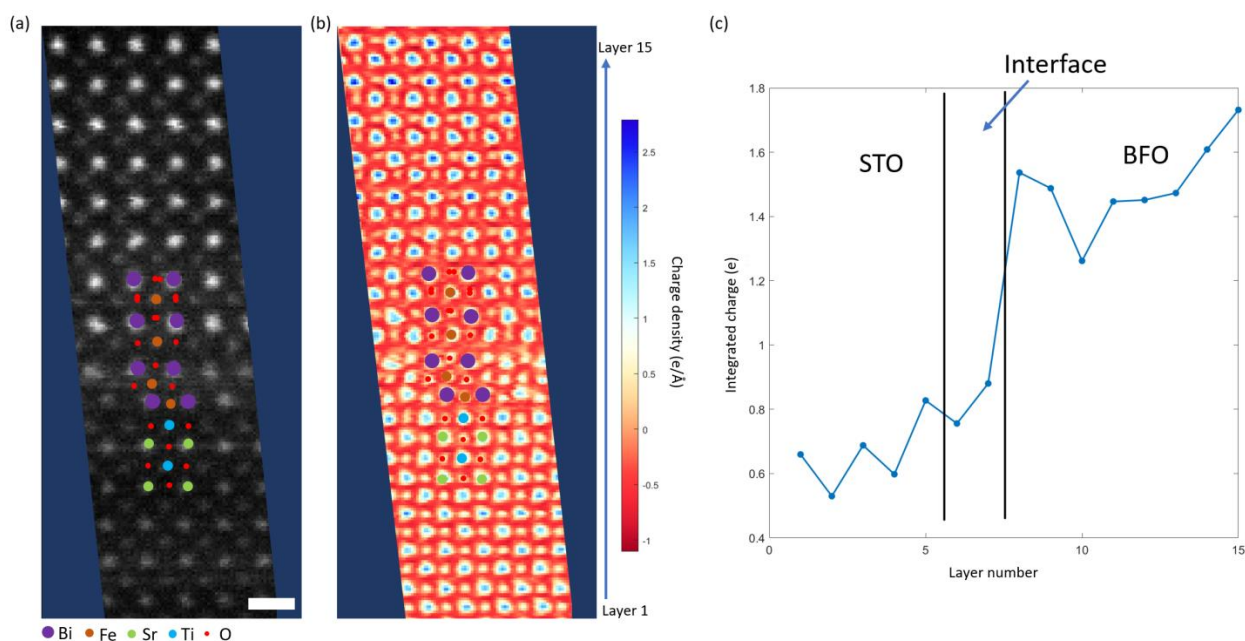 (a)
(b)
Layer 15
Layer 1
2.5
2
1.5
1
0.5
0
-0.5
-1
Charge density (e/Å)
Bi Fe Sr Ti O
(c)
Interface
STO
BFO
1.8
1.6
1.4
1.2
1
0.8
0.6
0.4
Integrated charge (e)
0 5 10 15
Layer number